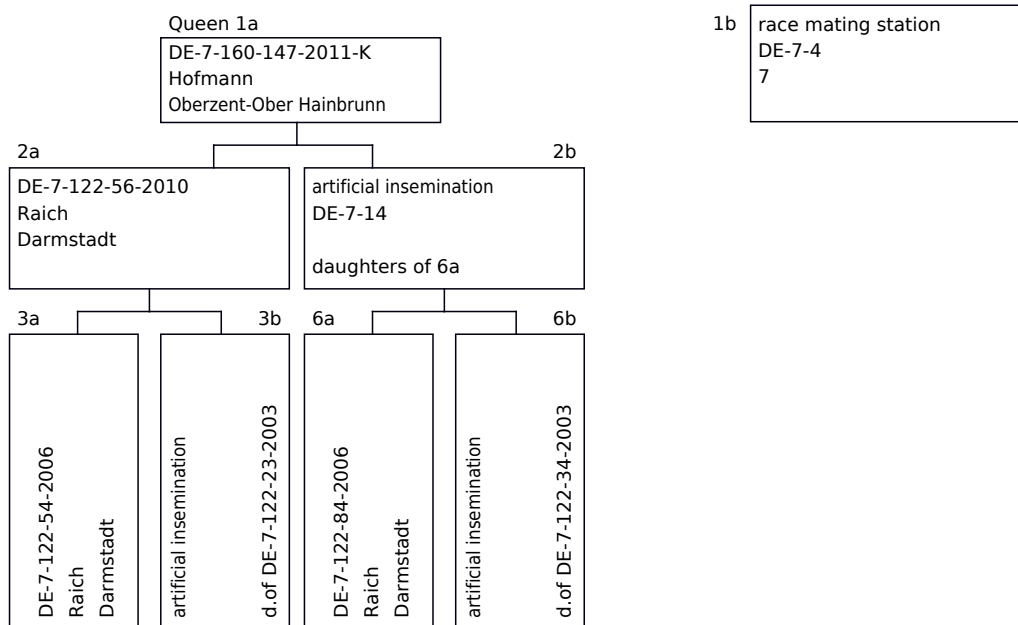 Queen 1a
DE-7-160-147-2011-K
Hofmann
Oberzent-Ober Hainbrunn
1b
race mating station
DE-7-4
7
2a
DE-7-122-56-2010
Raich
Darmstadt
2b
artificial insemination
DE-7-14
daughters of 6a
3a
DE-7-122-54-2006
Raich
Darmstadt
3b
artificial insemination
d.of DE-7-122-23-2003
6a
DE-7-122-84-2006
Raich
Darmstadt
6b
artificial insemination
d.of DE-7-122-34-2003